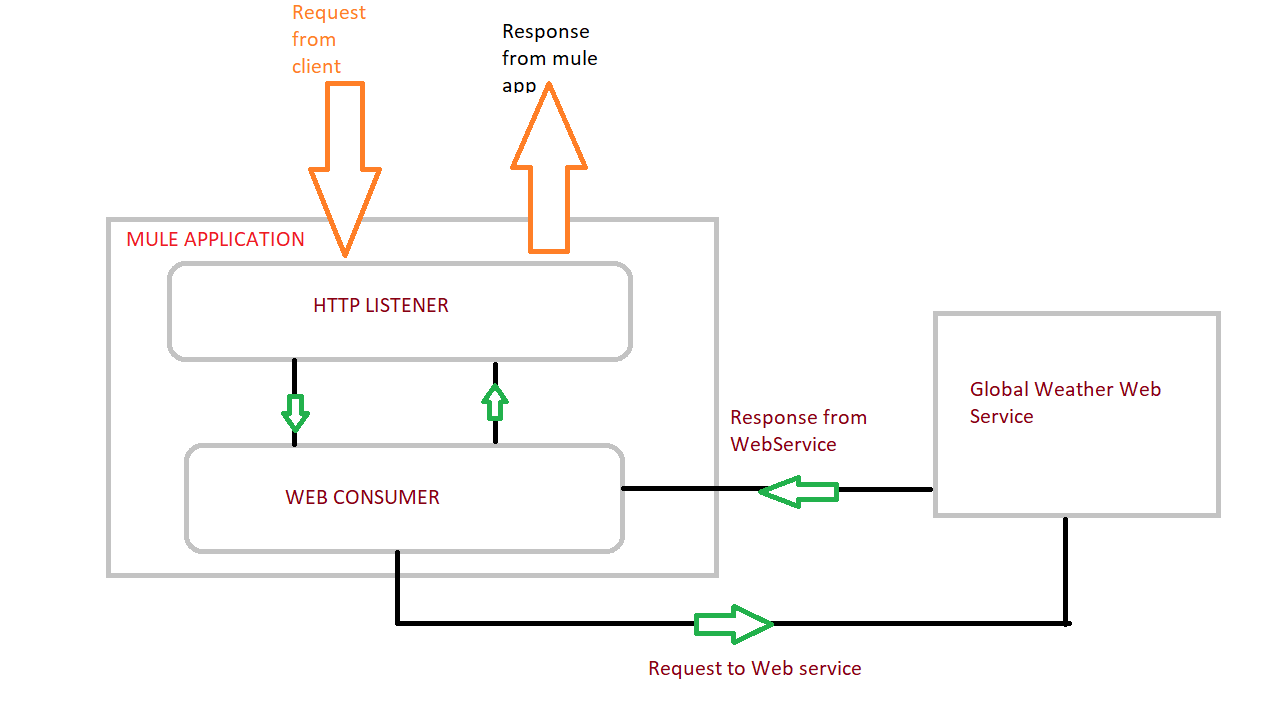 Request
from
client
Response
from mule
app
MULE APPLICATION
HTTP LISTENER
WEB CONSUMER
Response from
WebService
Global Weather Web
Service
Request to Web service